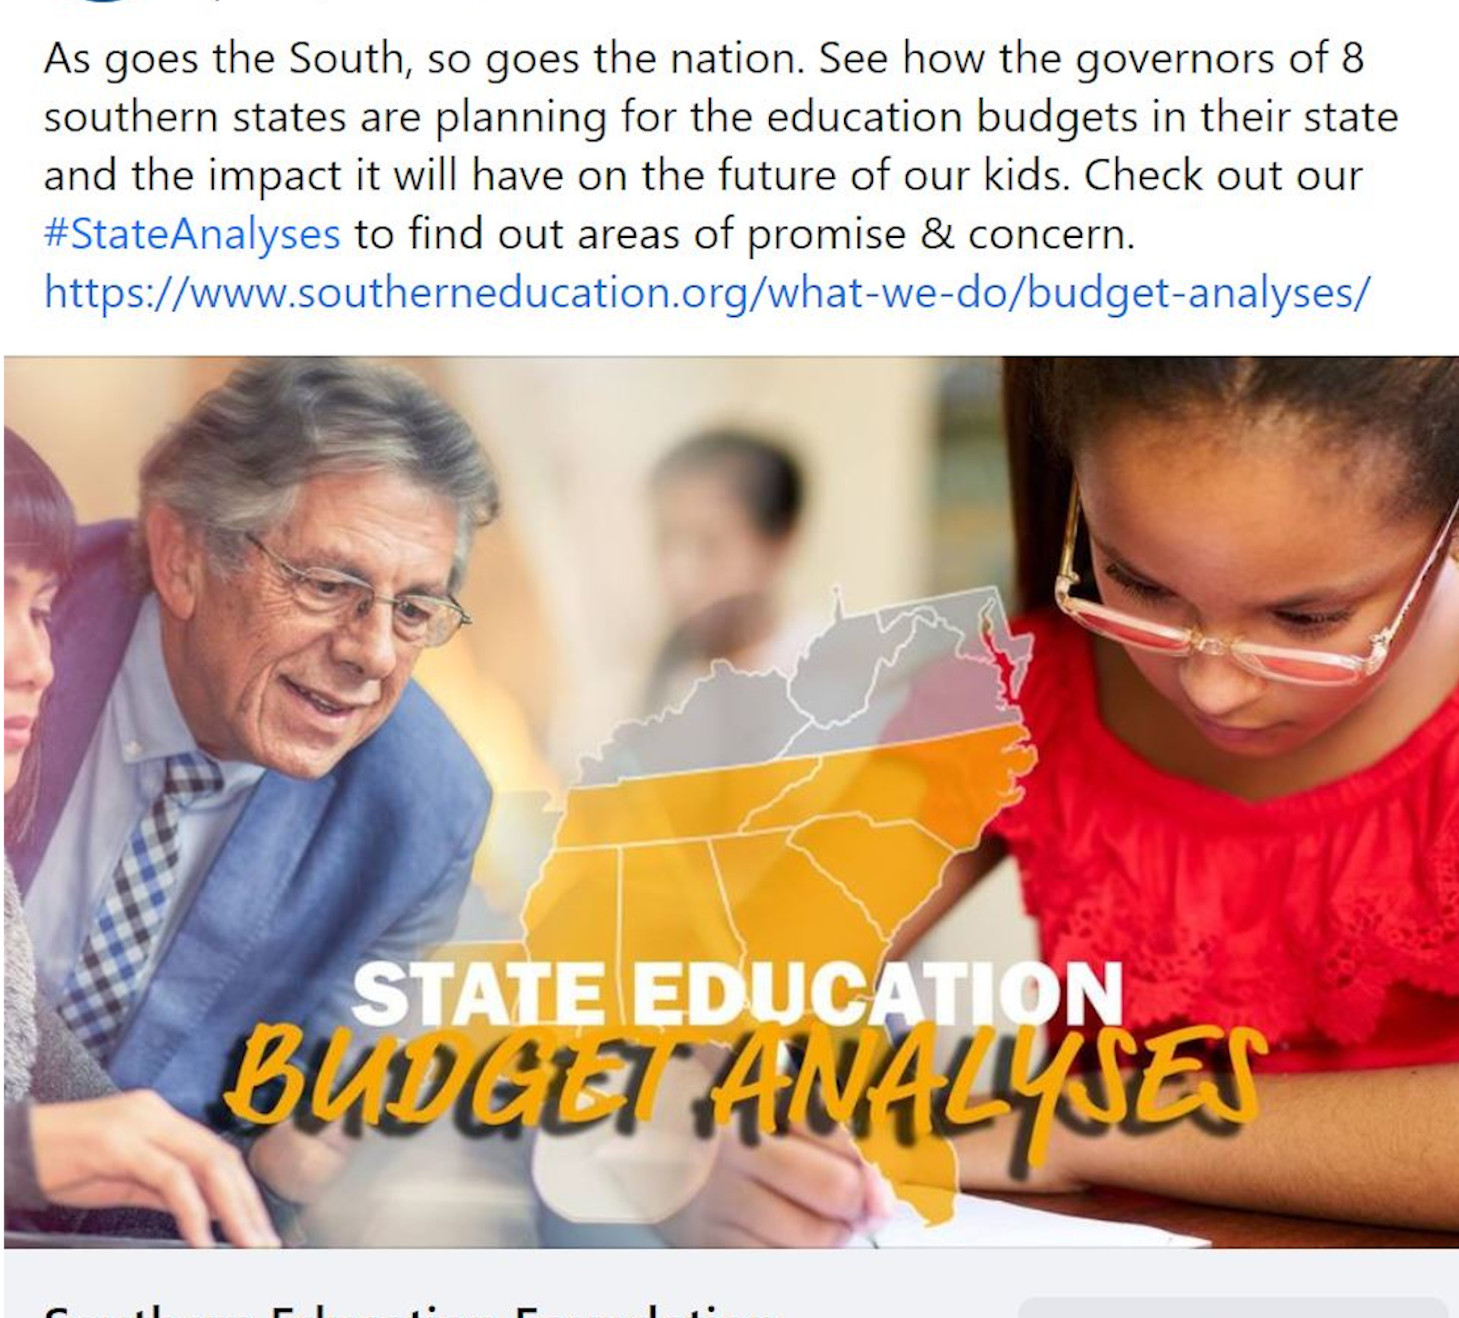 As goes the South, so goes the nation. See how the governors of 8
southern states are planning for the education budgets in their state
and the impact it will have on the future of our kids. Check out our
#StateAnalyses to find out areas of promise & concern.
https://www.southerneducation.org/what-we-do/budget-analyses/
STATE EDUCATION
BUDGET ANALYSES
Southern Education Foundation